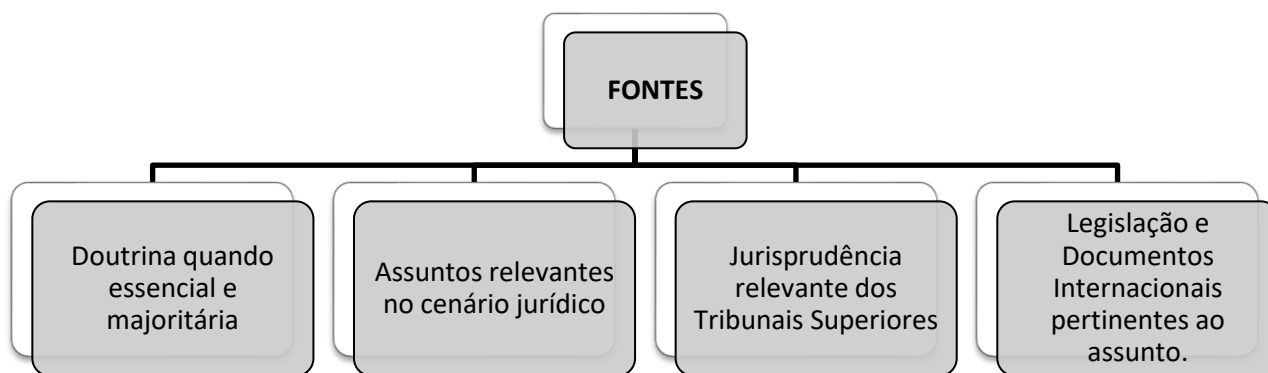 FONTES
Doutrina quando
essencial e
majoritária
Assuntos relevantes
no cenário jurídico
Jurisprudência
relevante dos
Tribunais Superiores
Legislação e
Documentos
Internacionais
pertinentes ao
assunto.